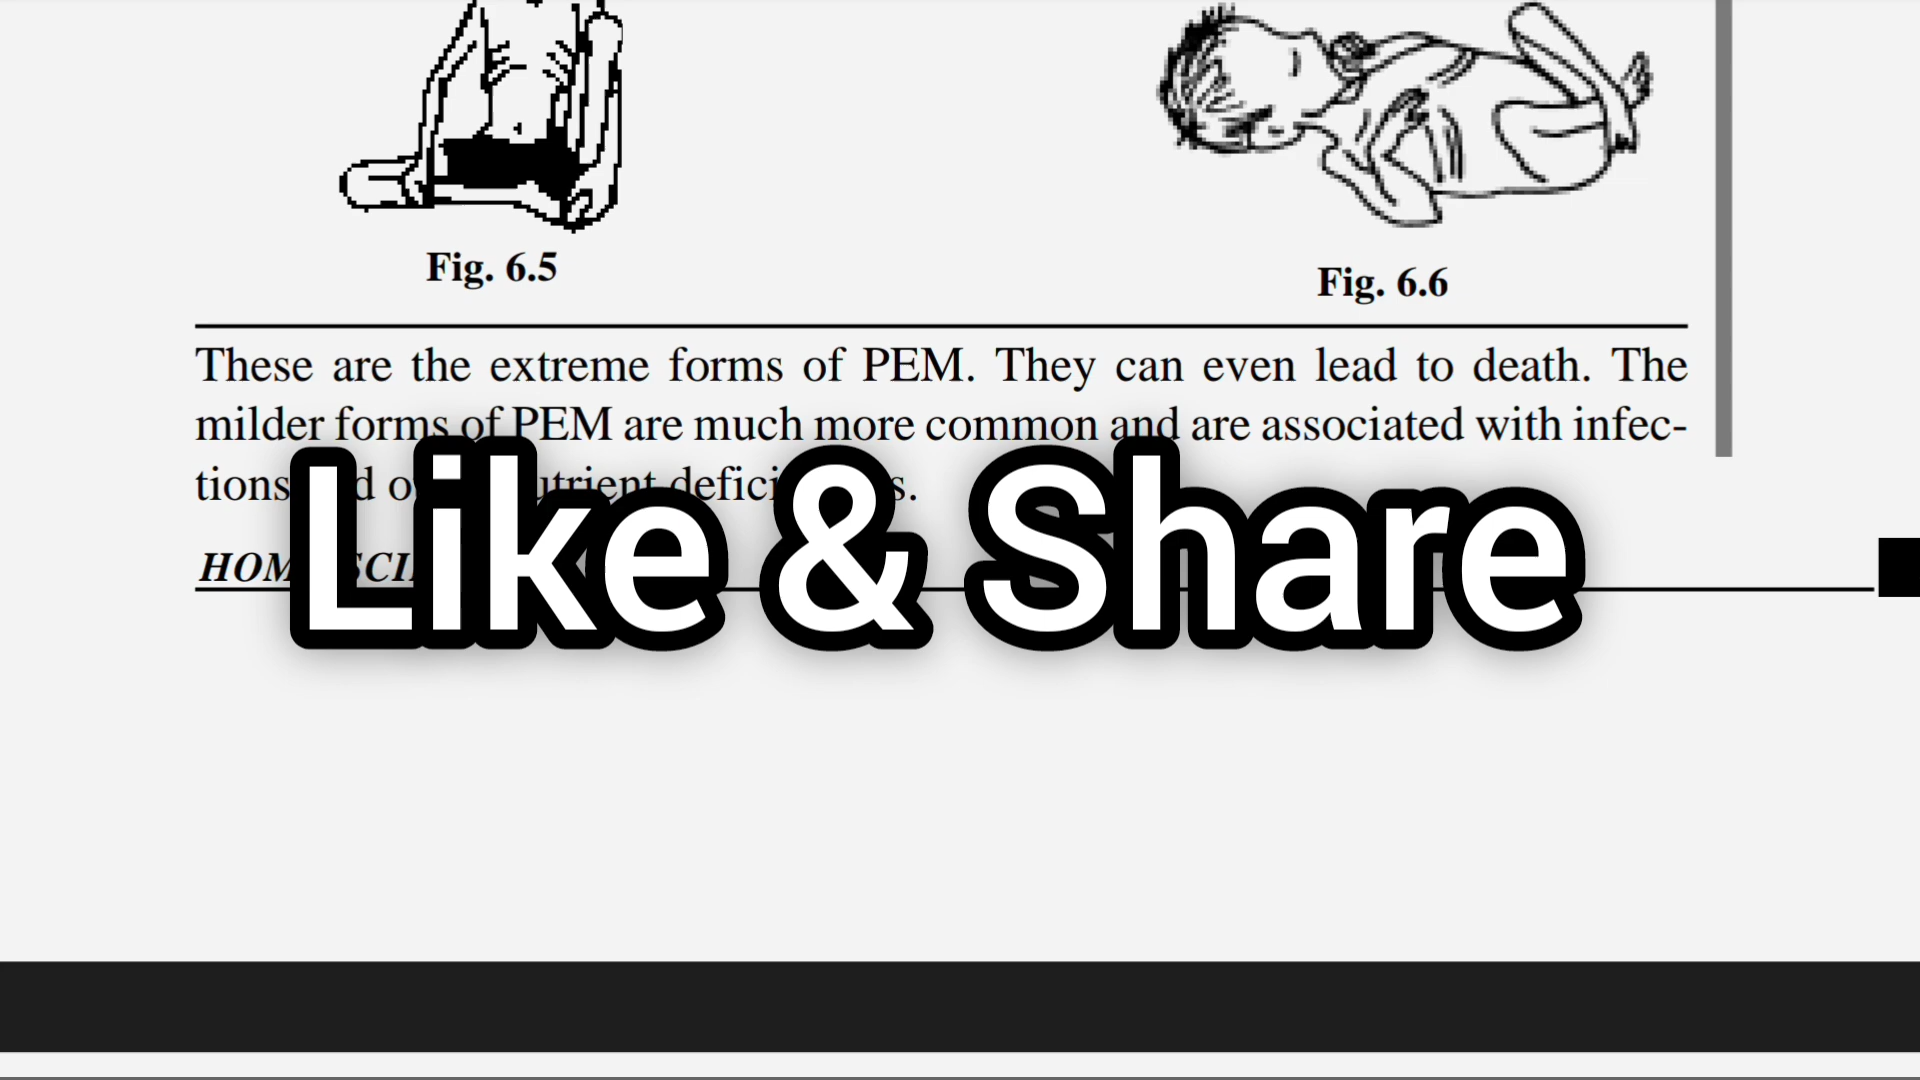 Fig. 6.5
Fig. 6.6
These are the extreme forms of PEM. They can even lead to death. The
milder forms of PEM are much more common and are associated with infec-
tions
Like & Share